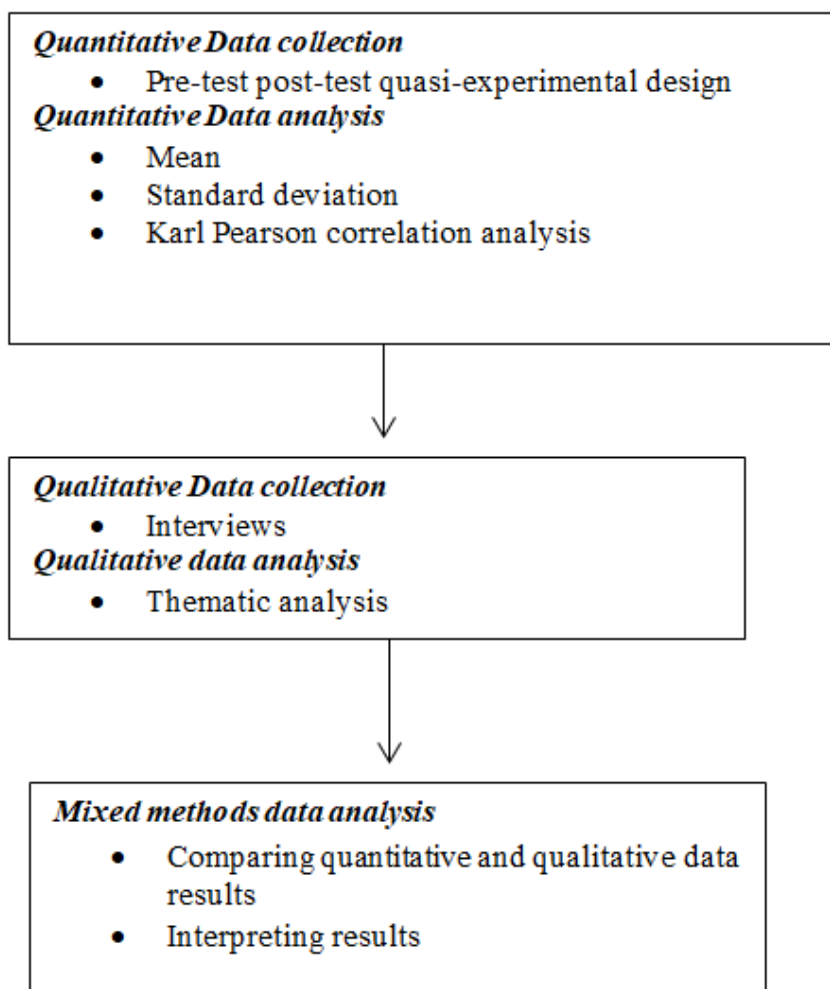 Quantitative Data collection
• Pre-test post-test quasi-experimental design
Quantitative Data analysis
• Mean
• Standard deviation
• Karl Pearson correlation analysis
Qualitative Data collection
• Interviews
Qualitative data analysis
• Thematic analysis
Mixed methods data analysis
• Comparing quantitative and qualitative data
results
• Interpreting results